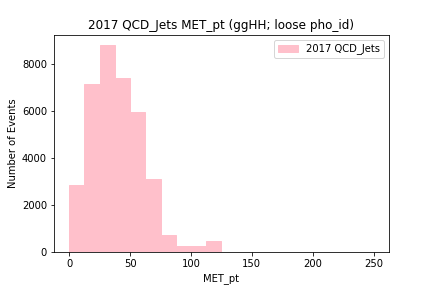 2017 QCD_Jets MET_pt (ggHH; loose pho_id)
2017 QCD_Jets
8000
6000
4000
2000
0
Number of Events
0 50 100 150 200 250
MET_pt